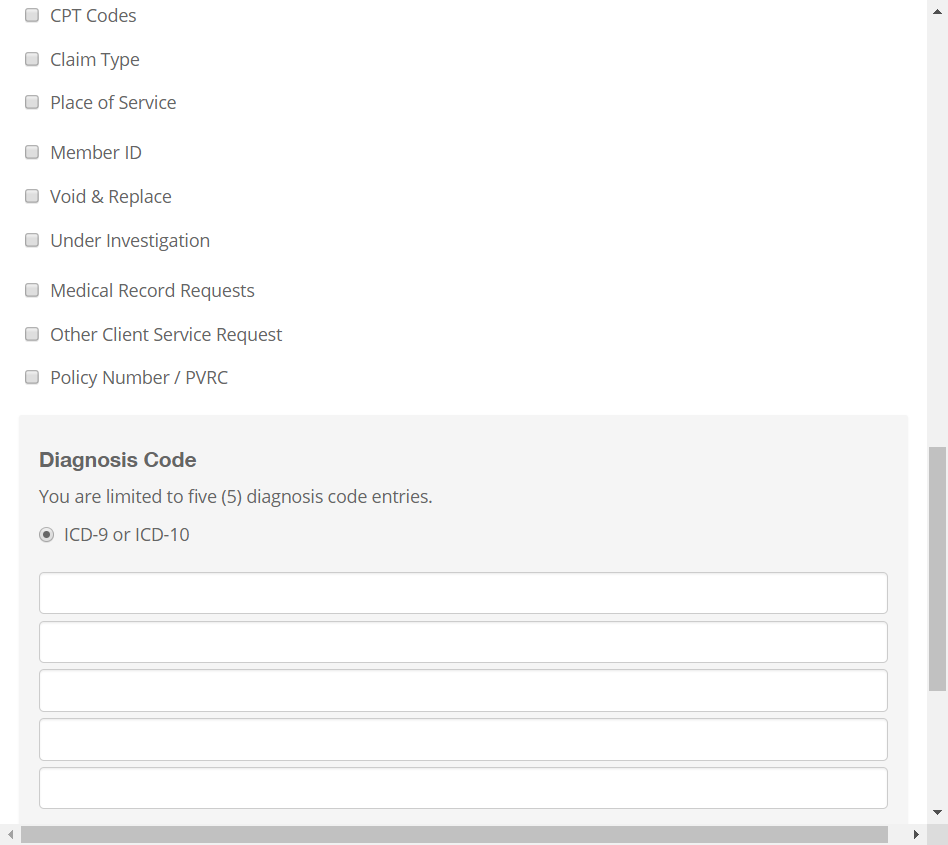 CPT Codes
Claim Type
Place of Service
Member ID
Void & Replace
Under Investigation
Medical Record Requests
Other Client Service Request
Policy Number / PVRC
Diagnosis Code
You are limited to five (5) diagnosis code entries.
ICD-9 or ICD-10